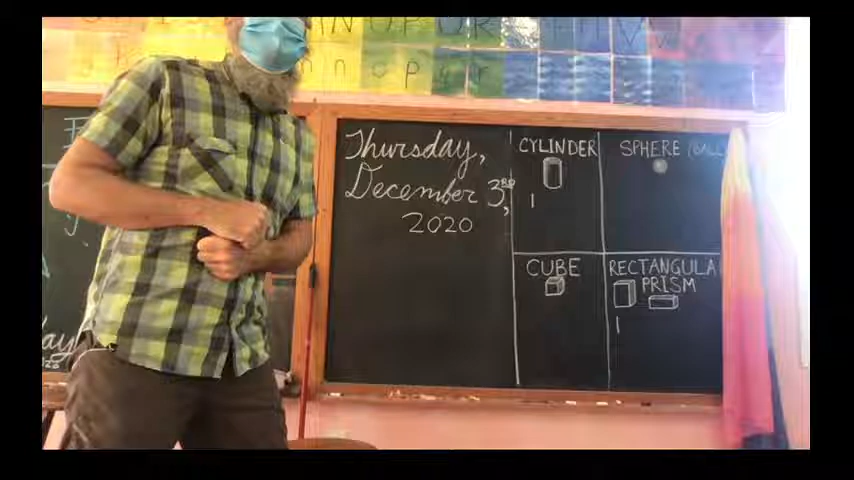 N O P Q R
n o p q r
Thursday,
December 3RD,
2020
CYLINDER
1
SPHERE (BALL
CUBE
RECTANGULA
PRISM
1